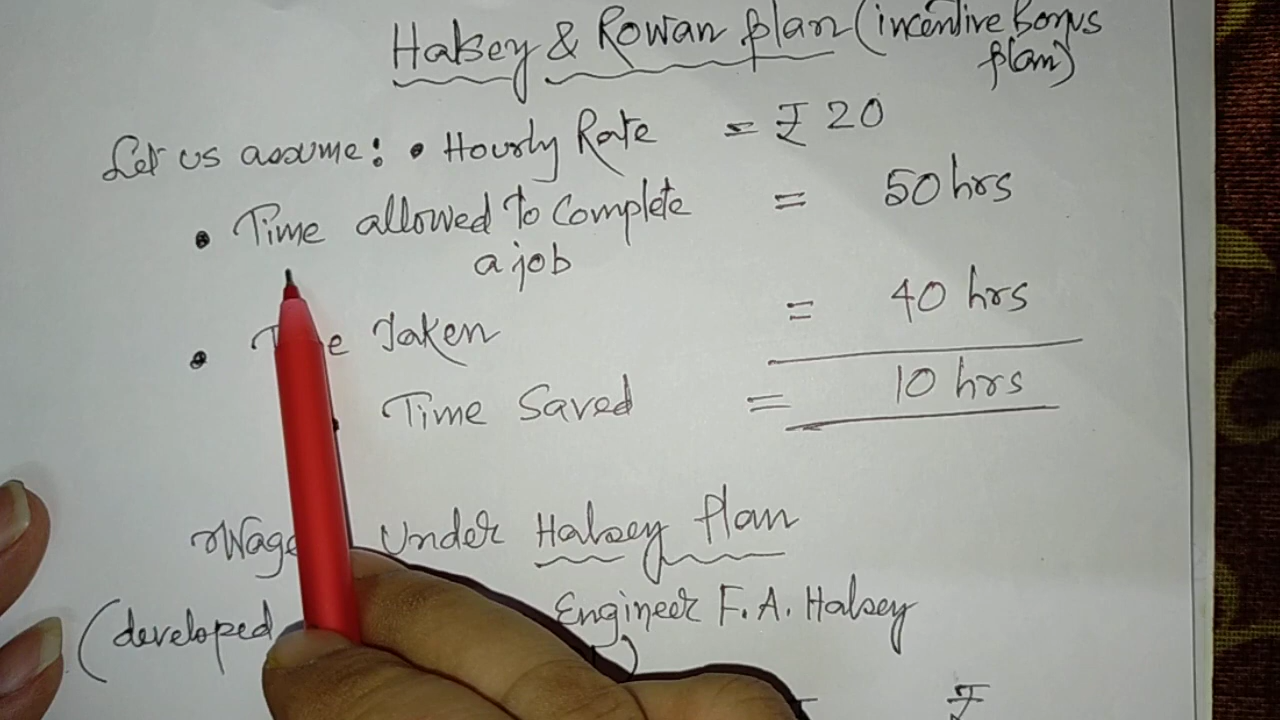 Halsey & Rowan plan (incentive Bonus
plan)
Let us assume: • Hourly Rate = ₹ 20
• Time allowed to Complete = 50 hrs
a job
• Taken = 40 hrs
Time Saved = 10 hrs
Under Halsey Plan
(developed Engineer F.A. Halsey
)
₹